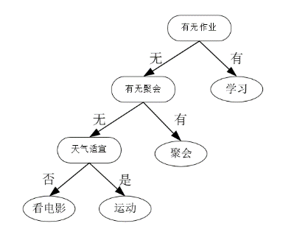 有无作业
无
有
有无聚会
学习
无
有
天气适宜
聚会
否
是
看电影
运动